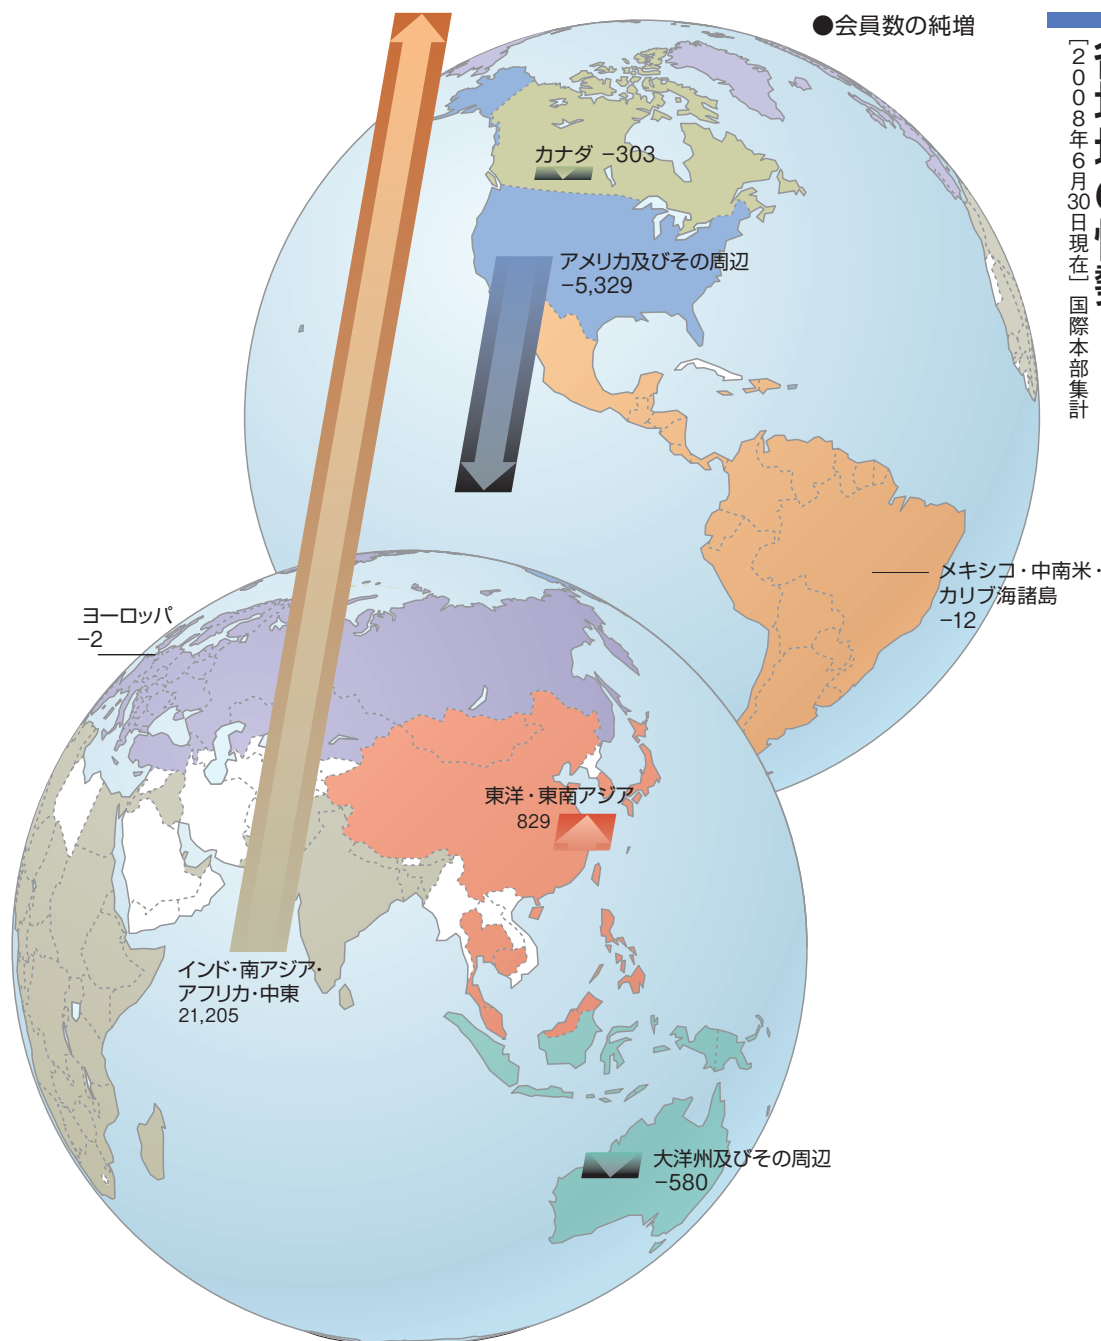 ●会員数の純増
[2008年6月30日現在] 国際本部集計
カナダ −303
アメリカ及びその周辺
−5,329
メキシコ・中南米・
カリブ海諸島
−12
ヨーロッパ
−2
東洋・東南アジア
829
インド・南アジア・
アフリカ・中東
21,205
大洋州及びその周辺
−580